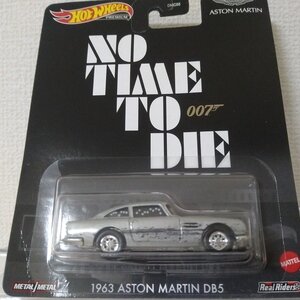 Hot Wheels
PREMIUM
ASTON MARTIN
NO
TIME
TO
DIE
007
METAL/METAL
1963 ASTON MARTIN DB5
MATTEL
Real Riders